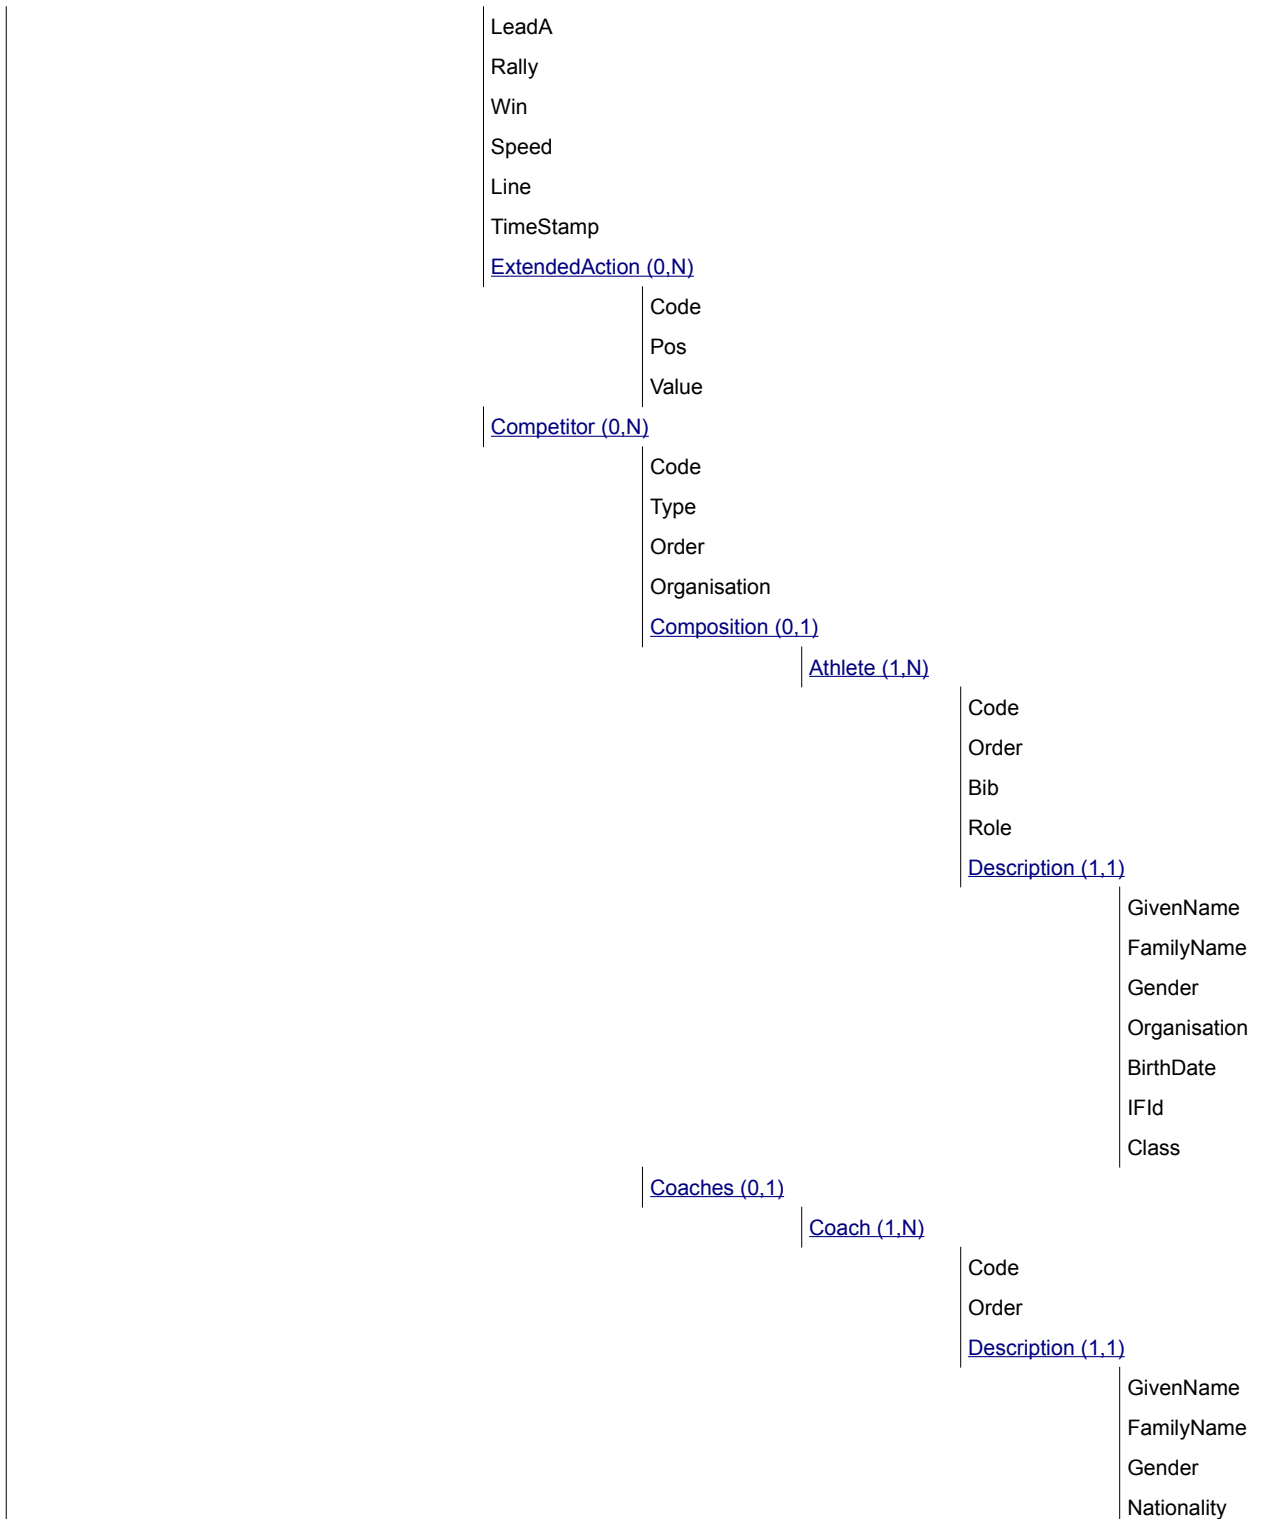 LeadA
Rally
Win
Speed
Line
TimeStamp
ExtendedAction (0,N)
Code
Pos
Value
Competitor (0,N)
Code
Type
Order
Organisation
Composition (0,1)
Athlete (1,N)
Code
Order
Bib
Role
Description (1,1)
GivenName
FamilyName
Gender
Organisation
BirthDate
IFId
Class
Coaches (0,1)
Coach (1,N)
Code
Order
Description (1,1)
GivenName
FamilyName
Gender
Nationality